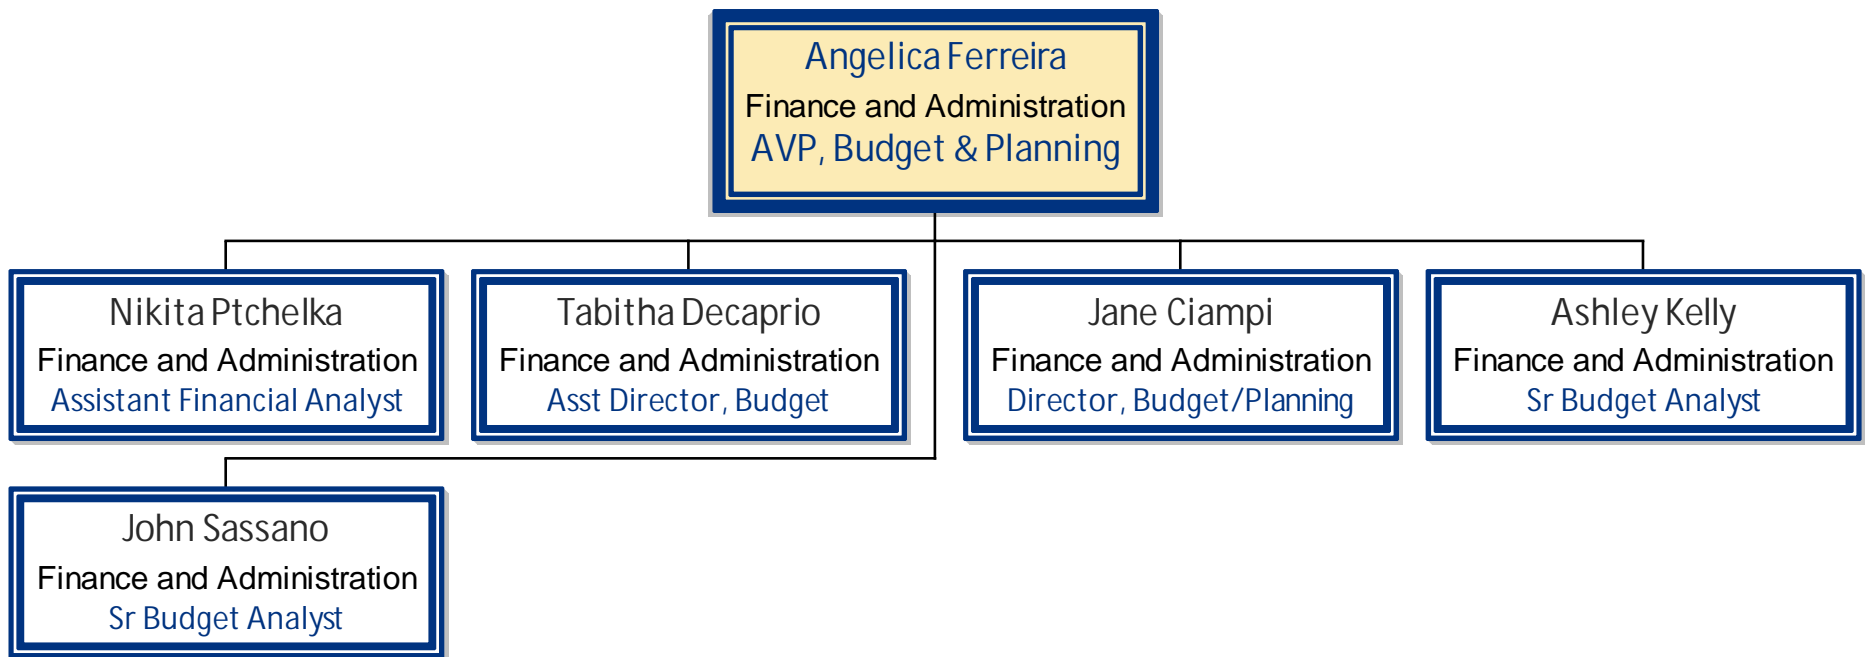 Angelica Ferreira
Finance and Administration
AVP, Budget & Planning
Nikita Ptchelka
Finance and Administration
Assistant Financial Analyst
Tabitha Decaprio
Finance and Administration
Asst Director, Budget
Jane Ciampi
Finance and Administration
Director, Budget/Planning
Ashley Kelly
Finance and Administration
Sr Budget Analyst
John Sassano
Finance and Administration
Sr Budget Analyst